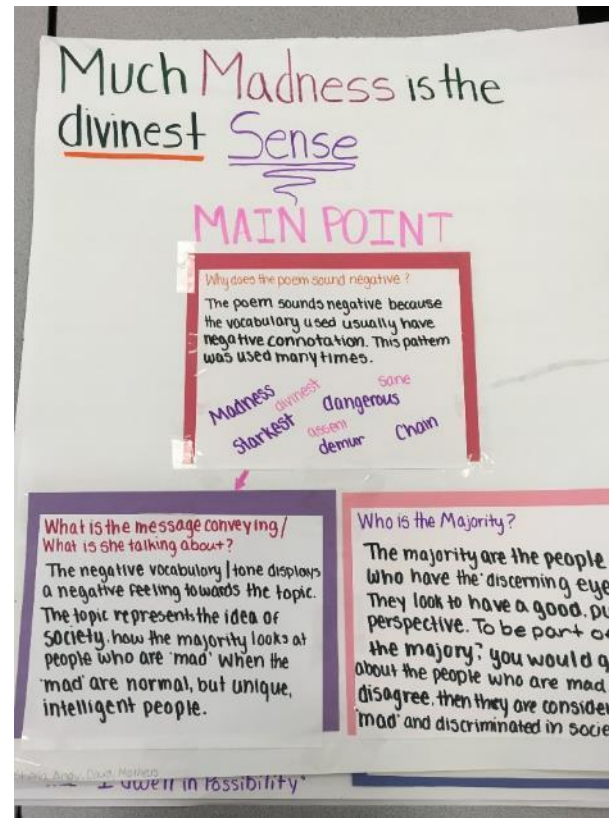 Much Madness is the
divinest Sense
MAIN POINT
Why does the poem sound negative?
The poem sounds negative because
the vocabulary used usually have
negative connotation. This pattern
was used many times.
Madness divinest sane
dangerous
Starkest assent
demur Chain
What is the message conveying/
What is she talking about?
The negative vocabulary/tone displays
a negative feeling towards the topic.
The topic represents the idea of
society. how the majority looks at
people who are 'mad' when the
'mad' are normal, but unique,
intelligent people.
Who is the Majority?
The majority are the people
who have the 'discerning eye
They look to have a good, pu
perspective. To be part of
the majory? you would a
about the people who are mad
disagree, then they are consider
'mad' and discriminated in socie
Andy, David,
I dwell in Possibility"